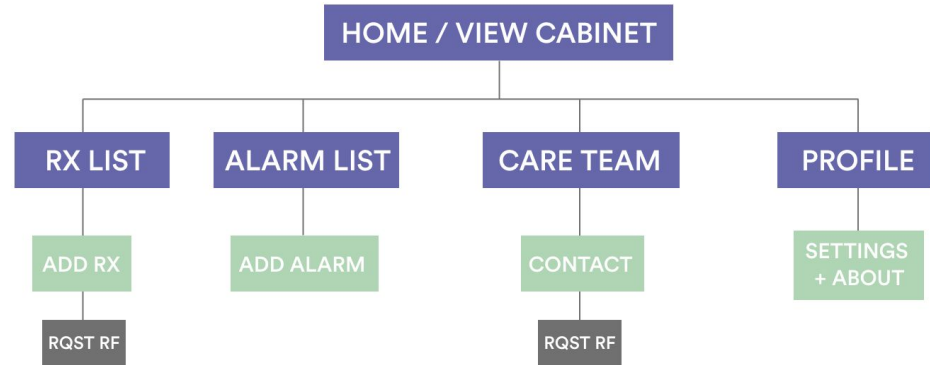 HOME / VIEW CABINET
RX LIST
ALARM LIST
CARE TEAM
PROFILE
ADD RX
ADD ALARM
CONTACT
SETTINGS
+ ABOUT
RQST RF
RQST RF